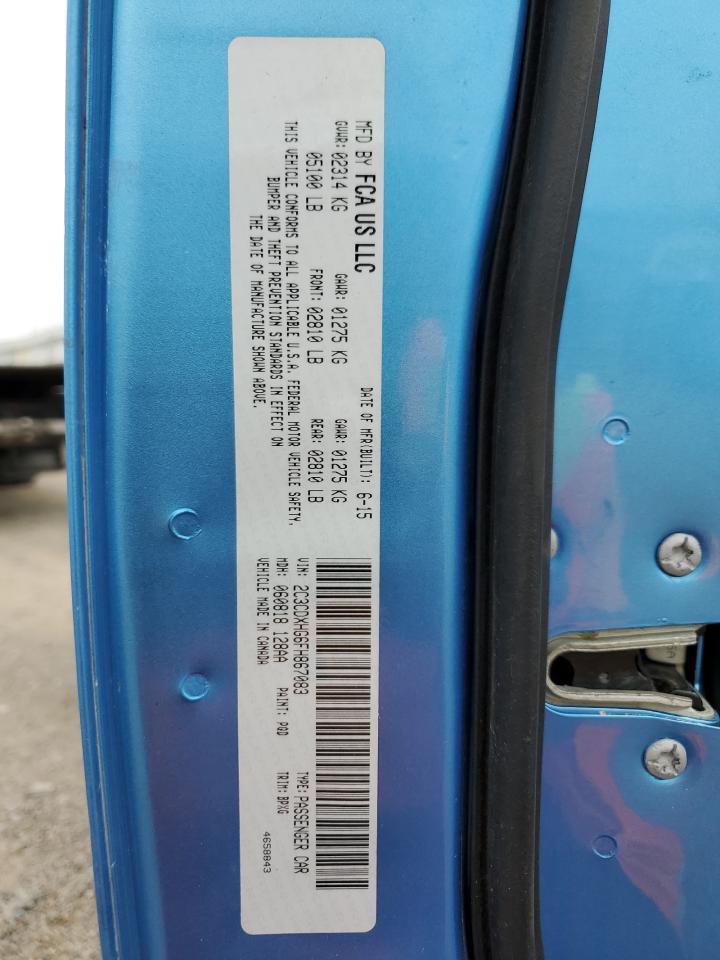 MFD BY FCA US LLC DATE OF MFR(BUILT): 6-15
GVWR: 02314 KG GAWR: 01275 KG GAWR: 01275 KG
05100 LB FRONT: 02810 LB REAR: 02810 LB
THIS VEHICLE CONFORMS TO ALL APPLICABLE U.S.A. FEDERAL MOTOR VEHICLE SAFETY,
BUMPER AND THEFT PREVENTION STANDARDS IN EFFECT ON
THE DATE OF MANUFACTURE SHOWN ABOVE.
VIN: 2C3CDXHG6FH867083 TYPE: PASSENGER CAR
MDH: 060818 128AA PAINT: PQD TRIM: BPXG
VEHICLE MADE IN CANADA 4658843